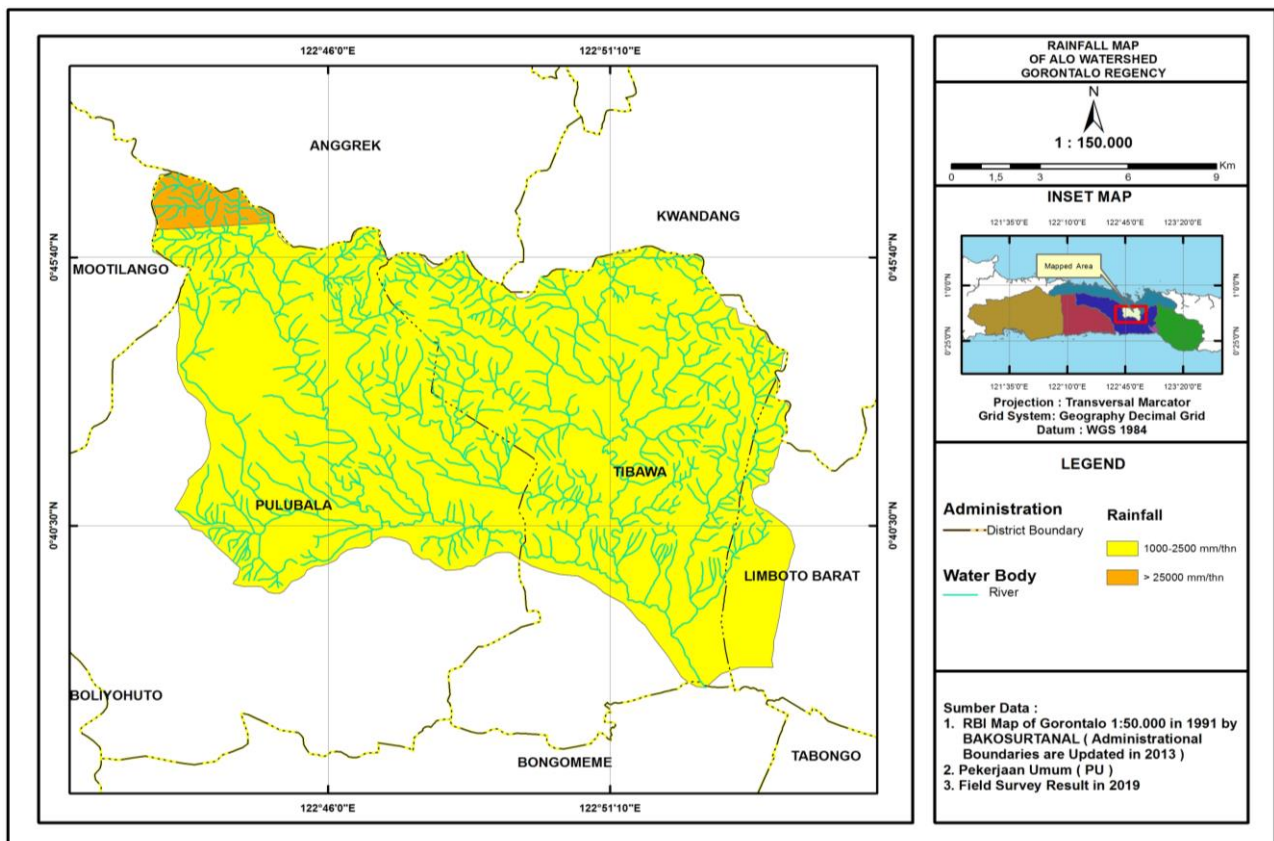 122°46'0"E 122°51'10"E
ANGGREK
KWANDANG
MOOTILANGO
0°45'40"N 0°45'40"N
TIBAWA
PULUBALA
0°40'30"N 0°40'30"N
LIMBOTO BARAT
BOLIYOHUTO
TABONGO
BONGOMEME
122°46'0"E 122°51'10"E
RAINFALL MAP
OF ALO WATERSHED
GORONTALO REGENCY
N
1 : 150.000
Km
0 1,5 3 6 9
INSET MAP
121°35'0"E 122°10'0"E 122°45'0"E 123°20'0"E
Mapped Area
1°0'0"N 1°0'0"N
0°25'0"N 0°25'0"N
121°35'0"E 122°10'0"E 122°45'0"E 123°20'0"E
Projection : Transversal Marcator
Grid System: Geography Decimal Grid
Datum : WGS 1984
LEGEND
Administration
District Boundary
Water Body
River
Rainfall
1000-2500 mm/thn
> 25000 mm/thn
Sumber Data :
1. RBI Map of Gorontalo 1:50.000 in 1991 by
BAKOSURTANAL ( Administrational
Boundaries are Updated in 2013 )
2. Pekerjaan Umum ( PU )
3. Field Survey Result in 2019